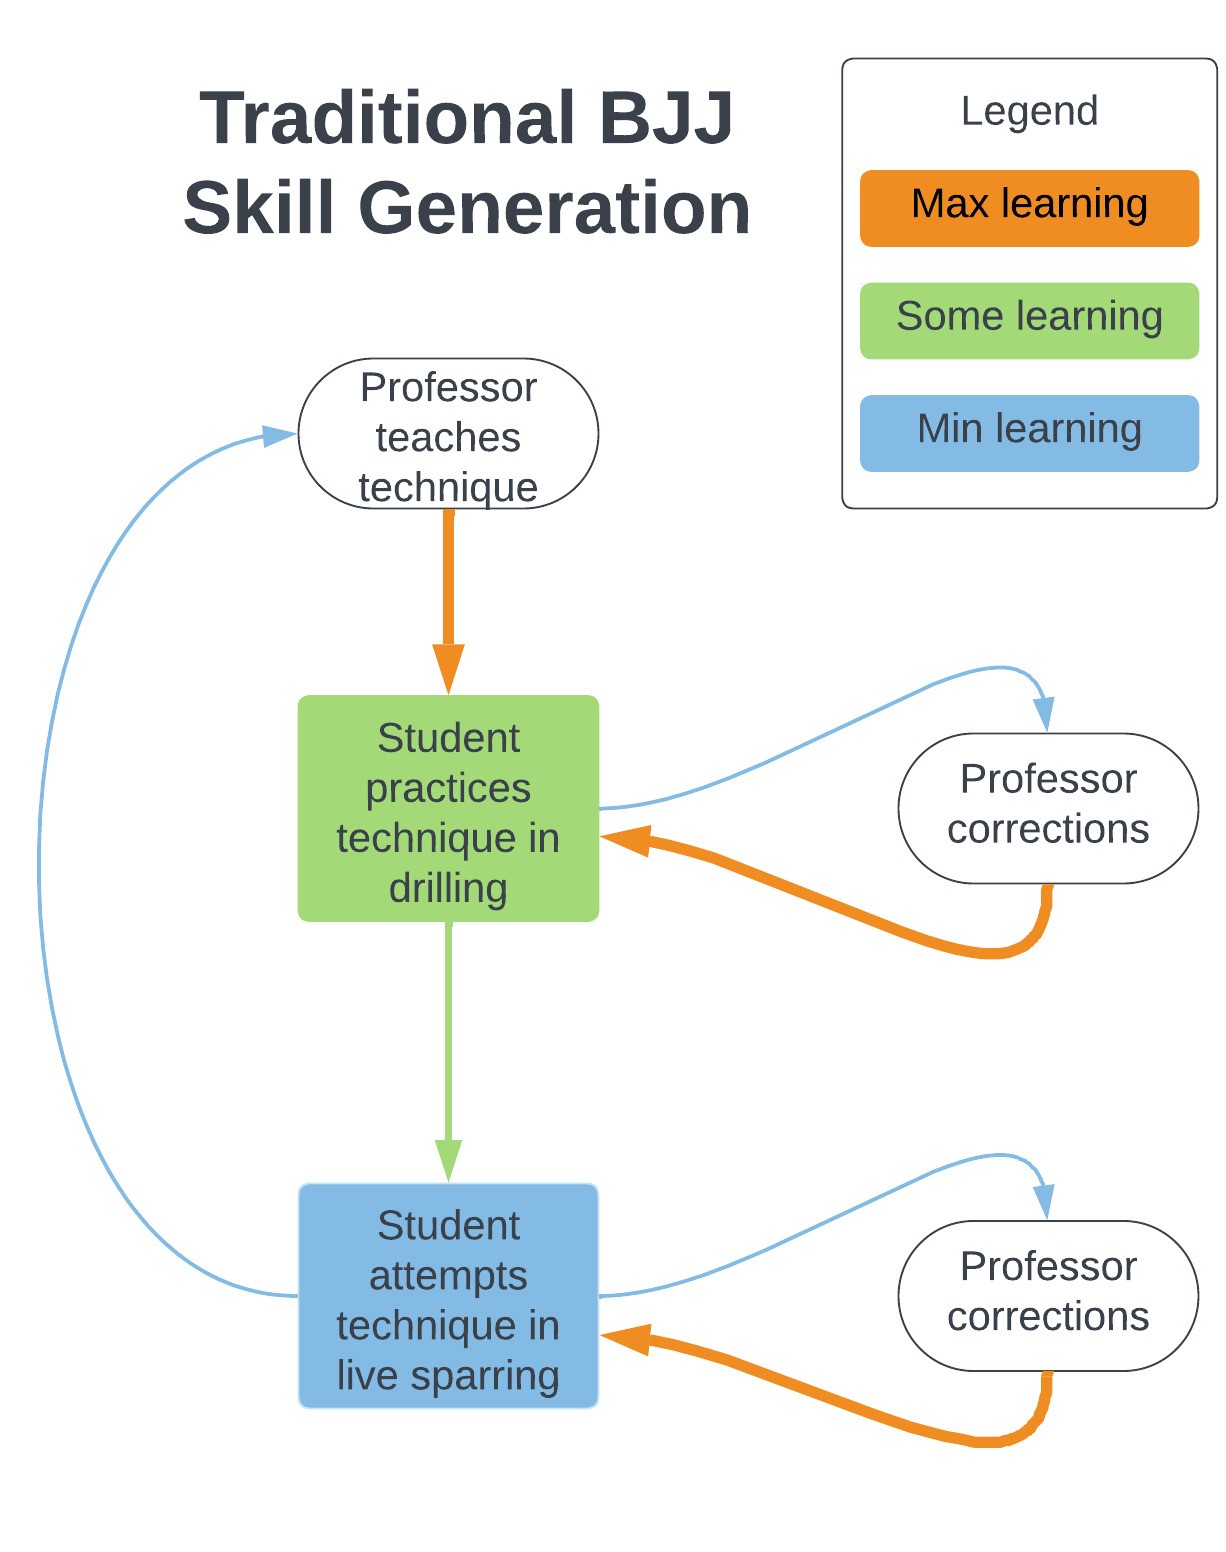 Traditional BJJ
Skill Generation
Legend
Max learning
Some learning
Min learning
Professor
teaches
technique
Student
practices
technique in
drilling
Professor
corrections
Student
attempts
technique in
live sparring
Professor
corrections